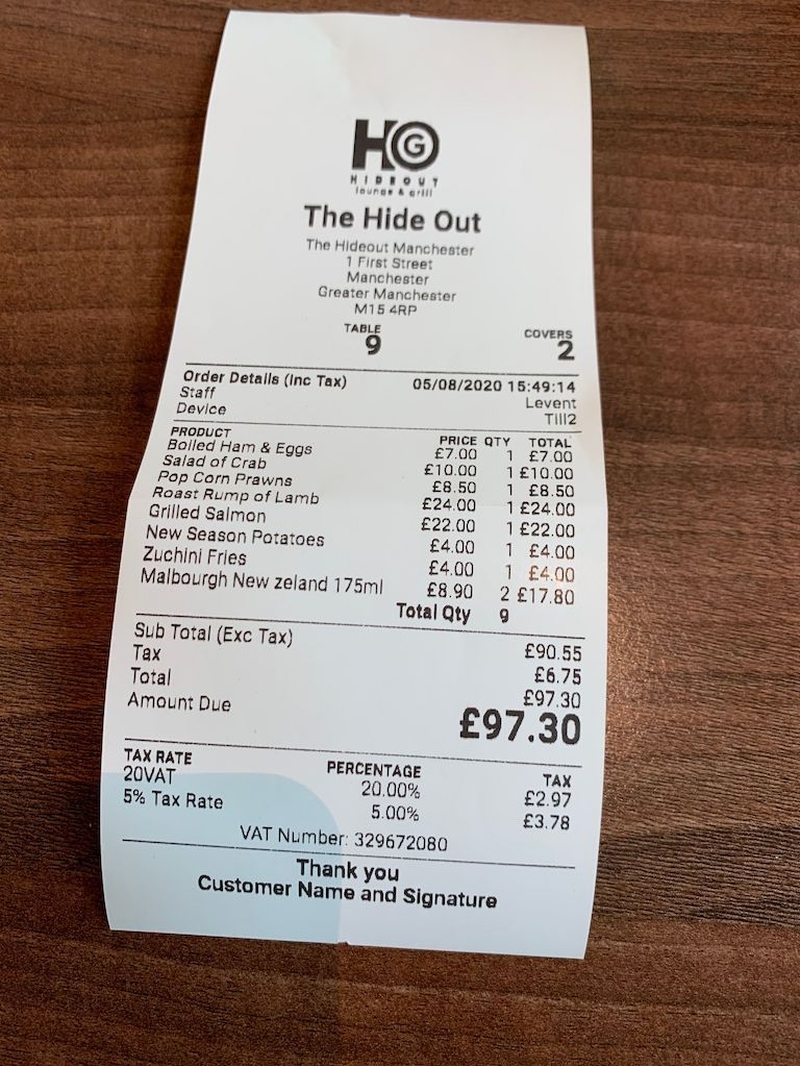 HG
HIDEOUT
lounge & grill
The Hide Out
The Hideout Manchester
1 First Street
Manchester
Greater Manchester
M15 4RP
TABLE COVERS
9 2
Order Details (Inc Tax) 05/08/2020 15:49:14
Staff Levent
Device Till2
PRODUCT PRICE QTY TOTAL
Boiled Ham & Eggs £7.00 1 £7.00
Salad of Crab £10.00 1 £10.00
Pop Corn Prawns £8.50 1 £8.50
Roast Rump of Lamb £24.00 1 £24.00
Grilled Salmon £22.00 1 £22.00
New Season Potatoes £4.00 1 £4.00
Zuchini Fries £4.00 1 £4.00
Malbourgh New zeland 175ml £8.90 2 £17.80
Total Qty 9
Sub Total (Exc Tax) £90.55
Tax £6.75
Total £97.30
Amount Due £97.30
TAX RATE PERCENTAGE TAX
20VAT 20.00% £2.97
5% Tax Rate 5.00% £3.78
VAT Number: 329672080
Thank you
Customer Name and Signature